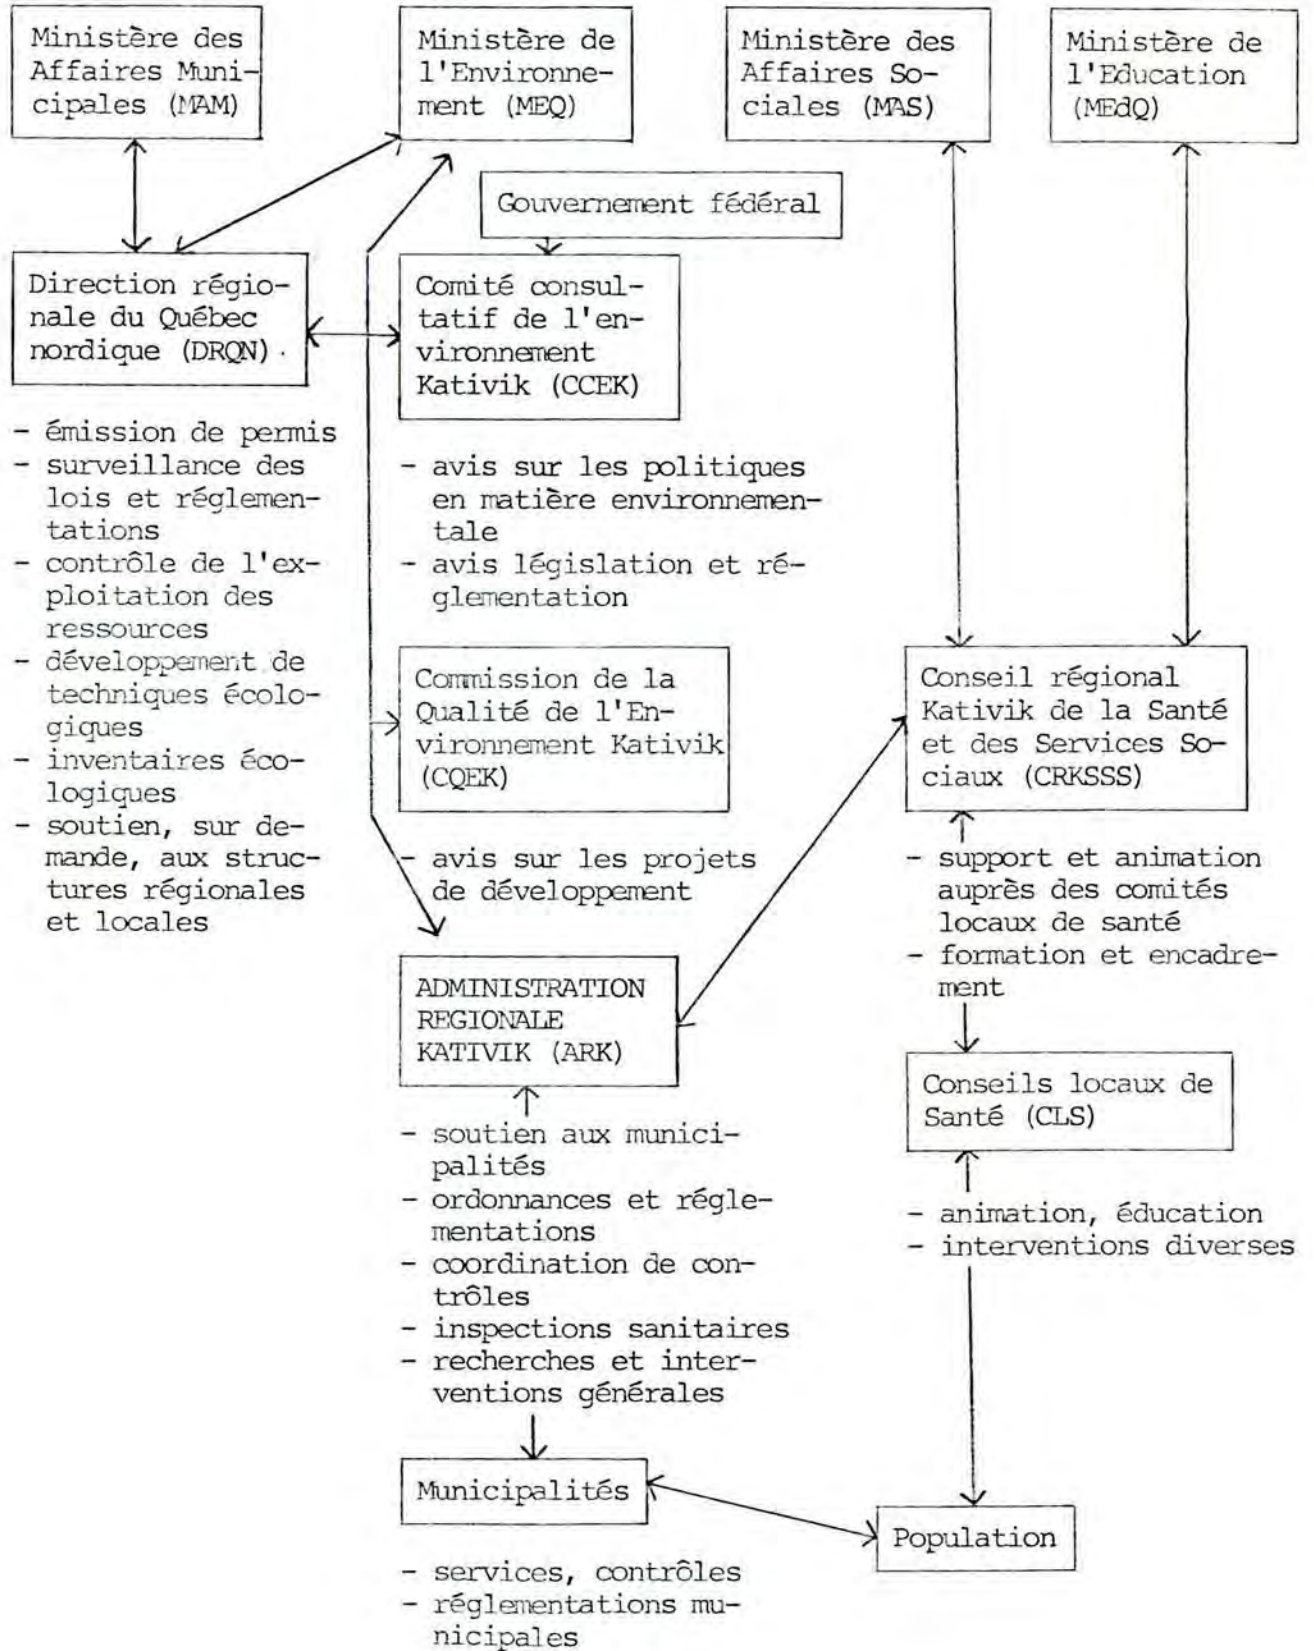 Ministère des
Affaires Muni-
cipales (MAM)
Ministère de
l'Environne-
ment (MEQ)
Ministère des
Affaires So-
ciales (MAS)
Ministère de
l'Education
(MEdQ)
Gouvernement fédéral
Direction régio-
nale du Québec
nordique (DRQN) .
Comité consul-
tatif de l'en-
vironnement
Kativik (CCEK)
- émission de permis
- surveillance des
lois et réglemen-
tations
- contrôle de l'ex-
ploitation des
ressources
- développement de
techniques écolo-
giques
- inventaires éco-
logiques
- soutien, sur de-
mande, aux struc-
tures régionales
et locales
- avis sur les politiques
en matière environnemen-
tale
- avis législation et ré-
glementation
Commission de la
Qualité de l'En-
vironnement Kativik
(CQEK)
- avis sur les projets
de développement
Conseil régional
Kativik de la Santé
et des Services So-
ciaux (CRKSSS)
- support et animation
auprès des comités
locaux de santé
- formation et encadre-
ment
ADMINISTRATION
REGIONALE
KATIVIK (ARK)
- soutien aux munici-
palités
- ordonnances et régle-
mentations
- coordination de con-
trôles
- inspections sanitaires
- recherches et inter-
ventions générales
Conseils locaux de
Santé (CLS)
- animation, éducation
- interventions diverses
Municipalités
- services, contrôles
- réglementations mu-
nicipales
Population